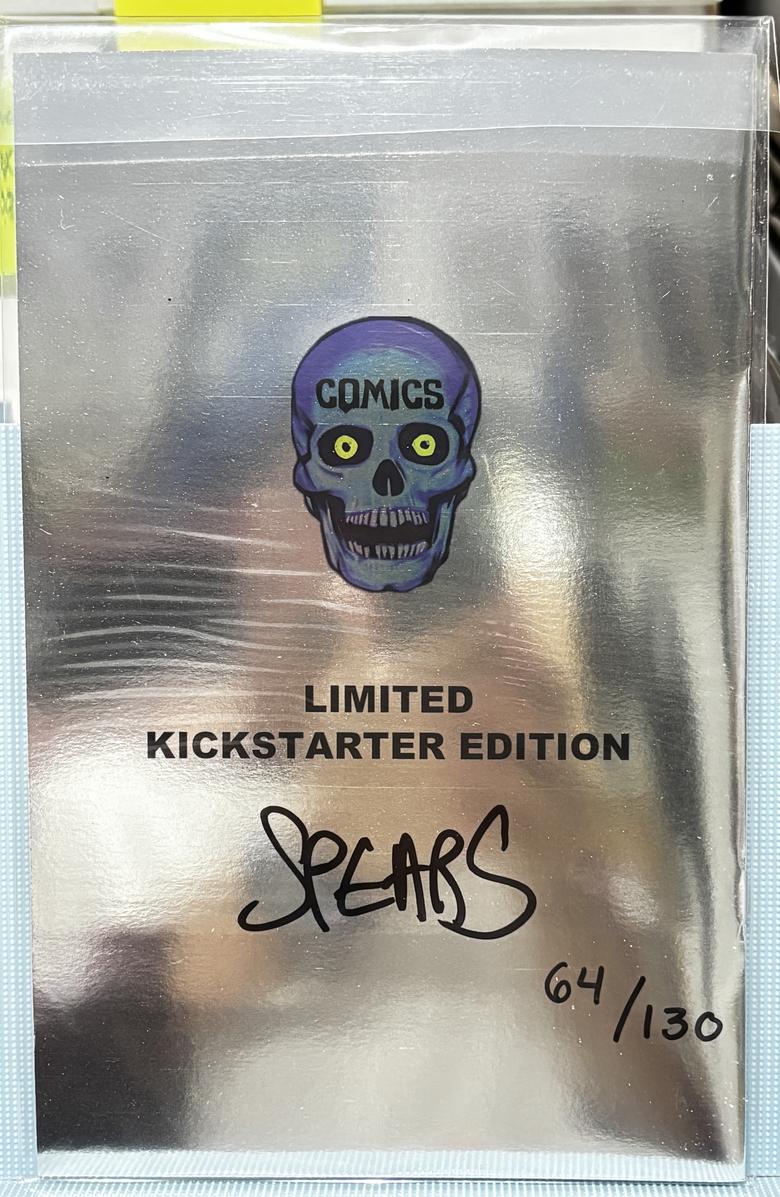 COMICS
LIMITED
KICKSTARTER EDITION
SPEARS
64/130